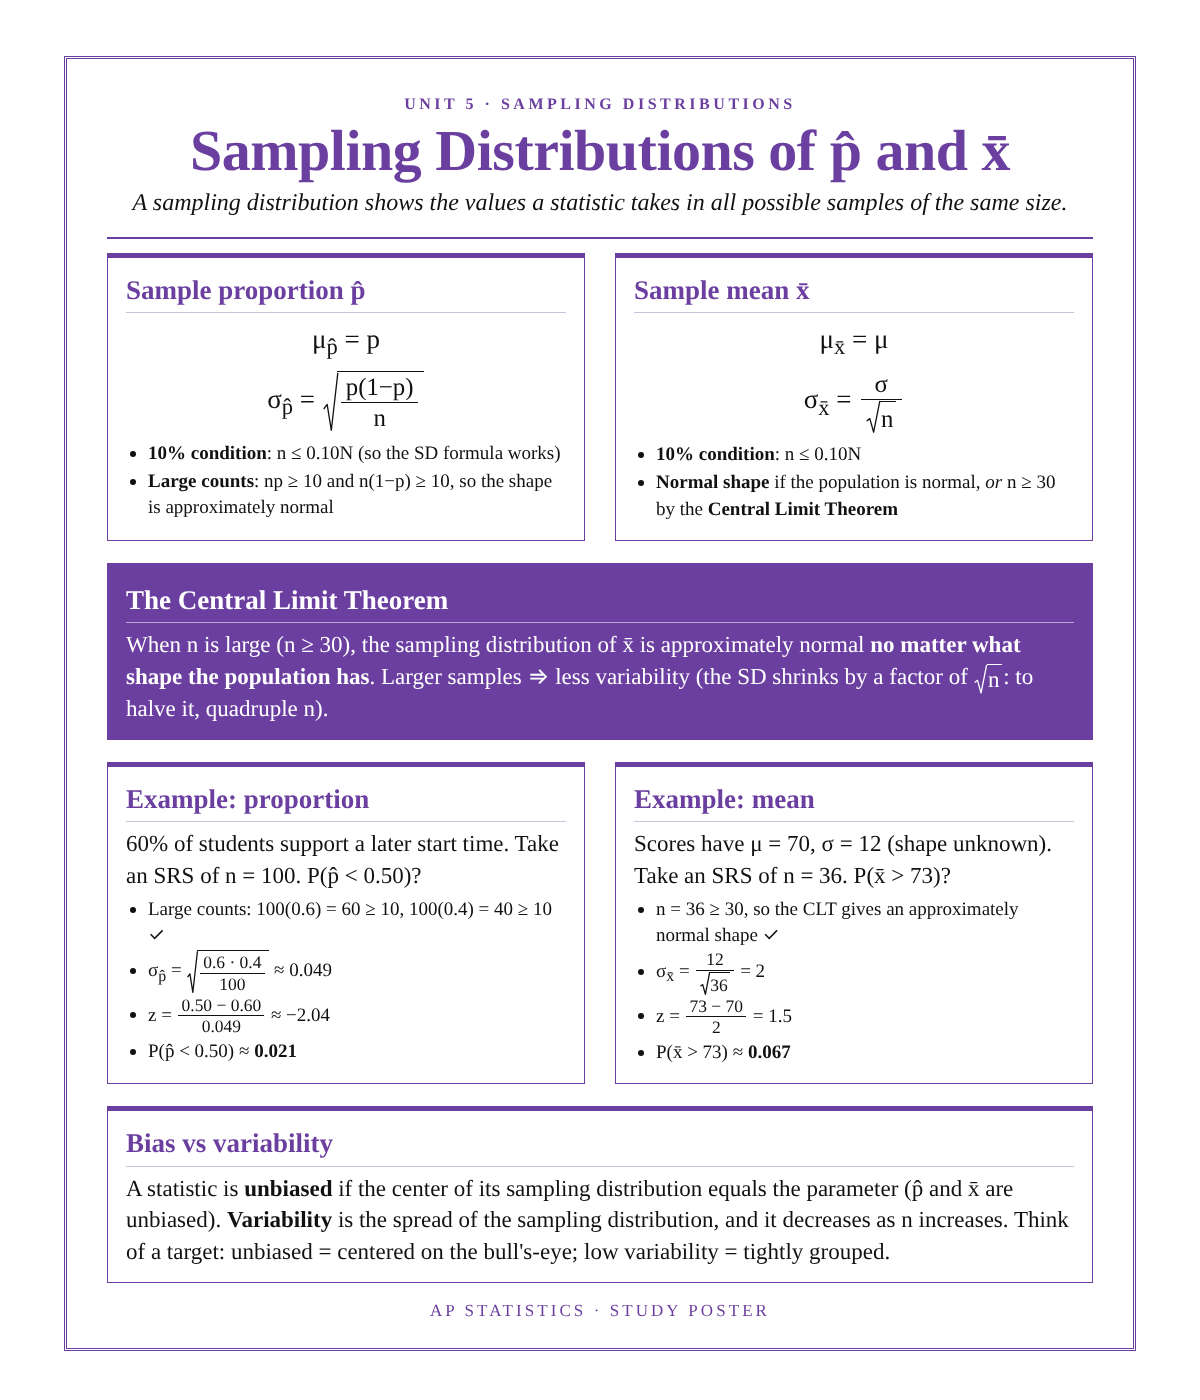 UNIT 5 · SAMPLING DISTRIBUTIONS
Sampling Distributions of p̂ and x̄
A sampling distribution shows the values a statistic takes in all possible samples of the same size.
Sample proportion p̂
μ_p̂ = p
σ_p̂ = √(p(1−p)/n)
• 10% condition: n ≤ 0.10N (so the SD formula works)
• Large counts: np ≥ 10 and n(1−p) ≥ 10, so the shape
is approximately normal
Sample mean x̄
μ_x̄ = μ
σ_x̄ = σ/√n
• 10% condition: n ≤ 0.10N
• Normal shape if the population is normal, or n ≥ 30
by the Central Limit Theorem
The Central Limit Theorem
When n is large (n ≥ 30), the sampling distribution of x̄ is approximately normal no matter what
shape the population has. Larger samples ⇒ less variability (the SD shrinks by a factor of √n: to
halve it, quadruple n).
Example: proportion
60% of students support a later start time. Take
an SRS of n = 100. P(p̂ < 0.50)?
• Large counts: 100(0.6) = 60 ≥ 10, 100(0.4) = 40 ≥ 10
✓
• σ_p̂ = √(0.6 · 0.4/100) ≈ 0.049
• z = (0.50 − 0.60)/0.049 ≈ −2.04
• P(p̂ < 0.50) ≈ 0.021
Example: mean
Scores have μ = 70, σ = 12 (shape unknown).
Take an SRS of n = 36. P(x̄ > 73)?
• n = 36 ≥ 30, so the CLT gives an approximately
normal shape ✓
• σ_x̄ = 12/√36 = 2
• z = (73 − 70)/2 = 1.5
• P(x̄ > 73) ≈ 0.067
Bias vs variability
A statistic is unbiased if the center of its sampling distribution equals the parameter (p̂ and x̄ are
unbiased). Variability is the spread of the sampling distribution, and it decreases as n increases. Think
of a target: unbiased = centered on the bull's-eye; low variability = tightly grouped.
AP STATISTICS · STUDY POSTER